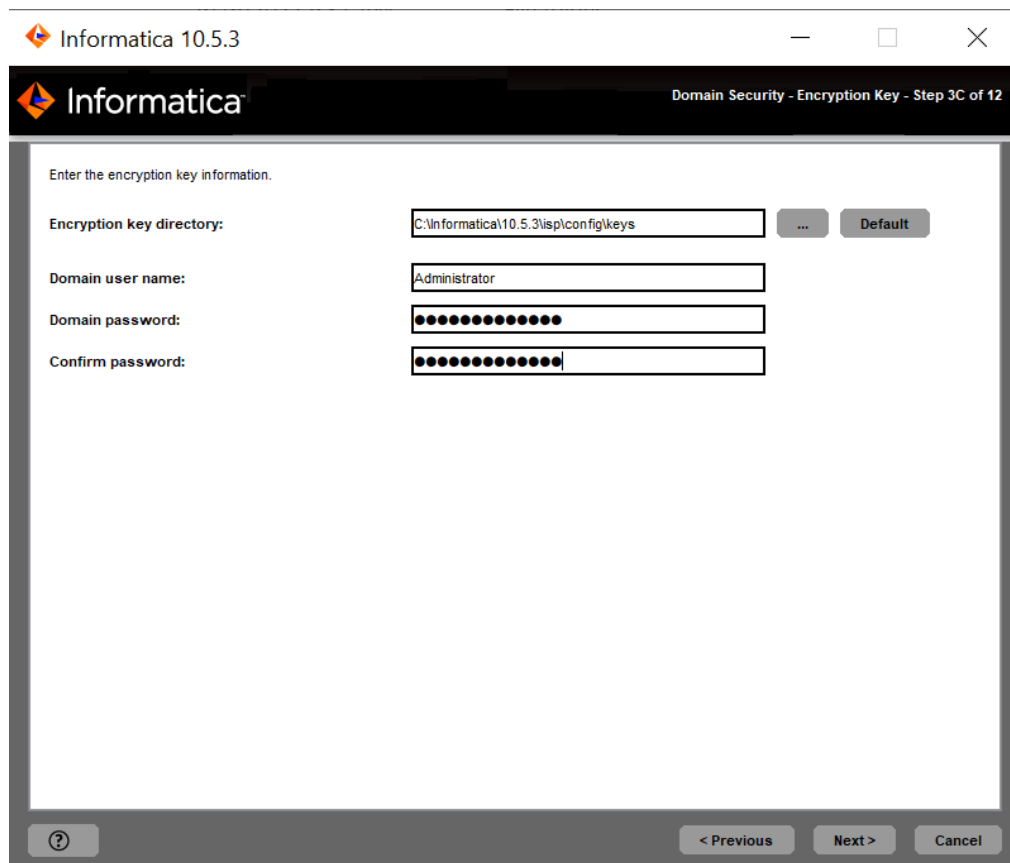 Informatica 10.5.3
Informatica
Domain Security - Encryption Key - Step 3C of 12
Enter the encryption key information.
Encryption key directory: C:\Informatica\10.5.3\isp\config\keys ... Default
Domain user name: Administrator
Domain password: ●●●●●●●●●●●●●
Confirm password: ●●●●●●●●●●●●●
? < Previous Next > Cancel